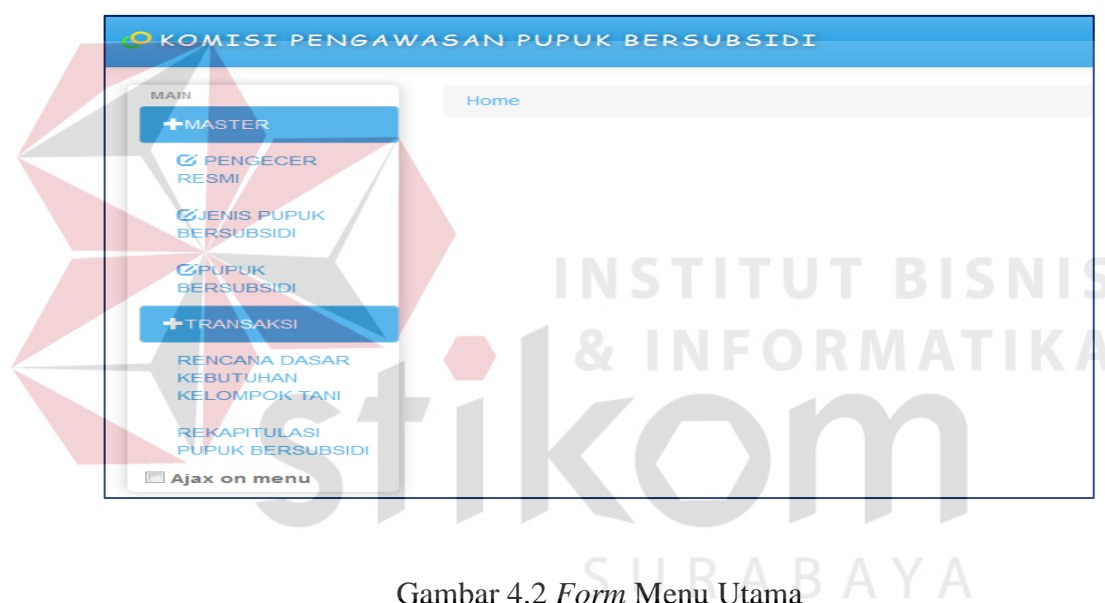 KOMISI PENGAWASAN PUPUK BERSUBSIDI
MAIN
MASTER
PENGECER
RESMI
JENIS PUPUK
BERSUBSIDI
PUPUK
BERSUBSIDI
TRANSAKSI
RENCANA DASAR
KEBUTUHAN
KELOMPOK TANI
REKAPITULASI
PUPUK BERSUBSIDI
Ajax on menu
Home
INSTITUT BISNIS
& INFORMATIKA
stikom
SURABAYA
Gambar 4.2 Form Menu Utama